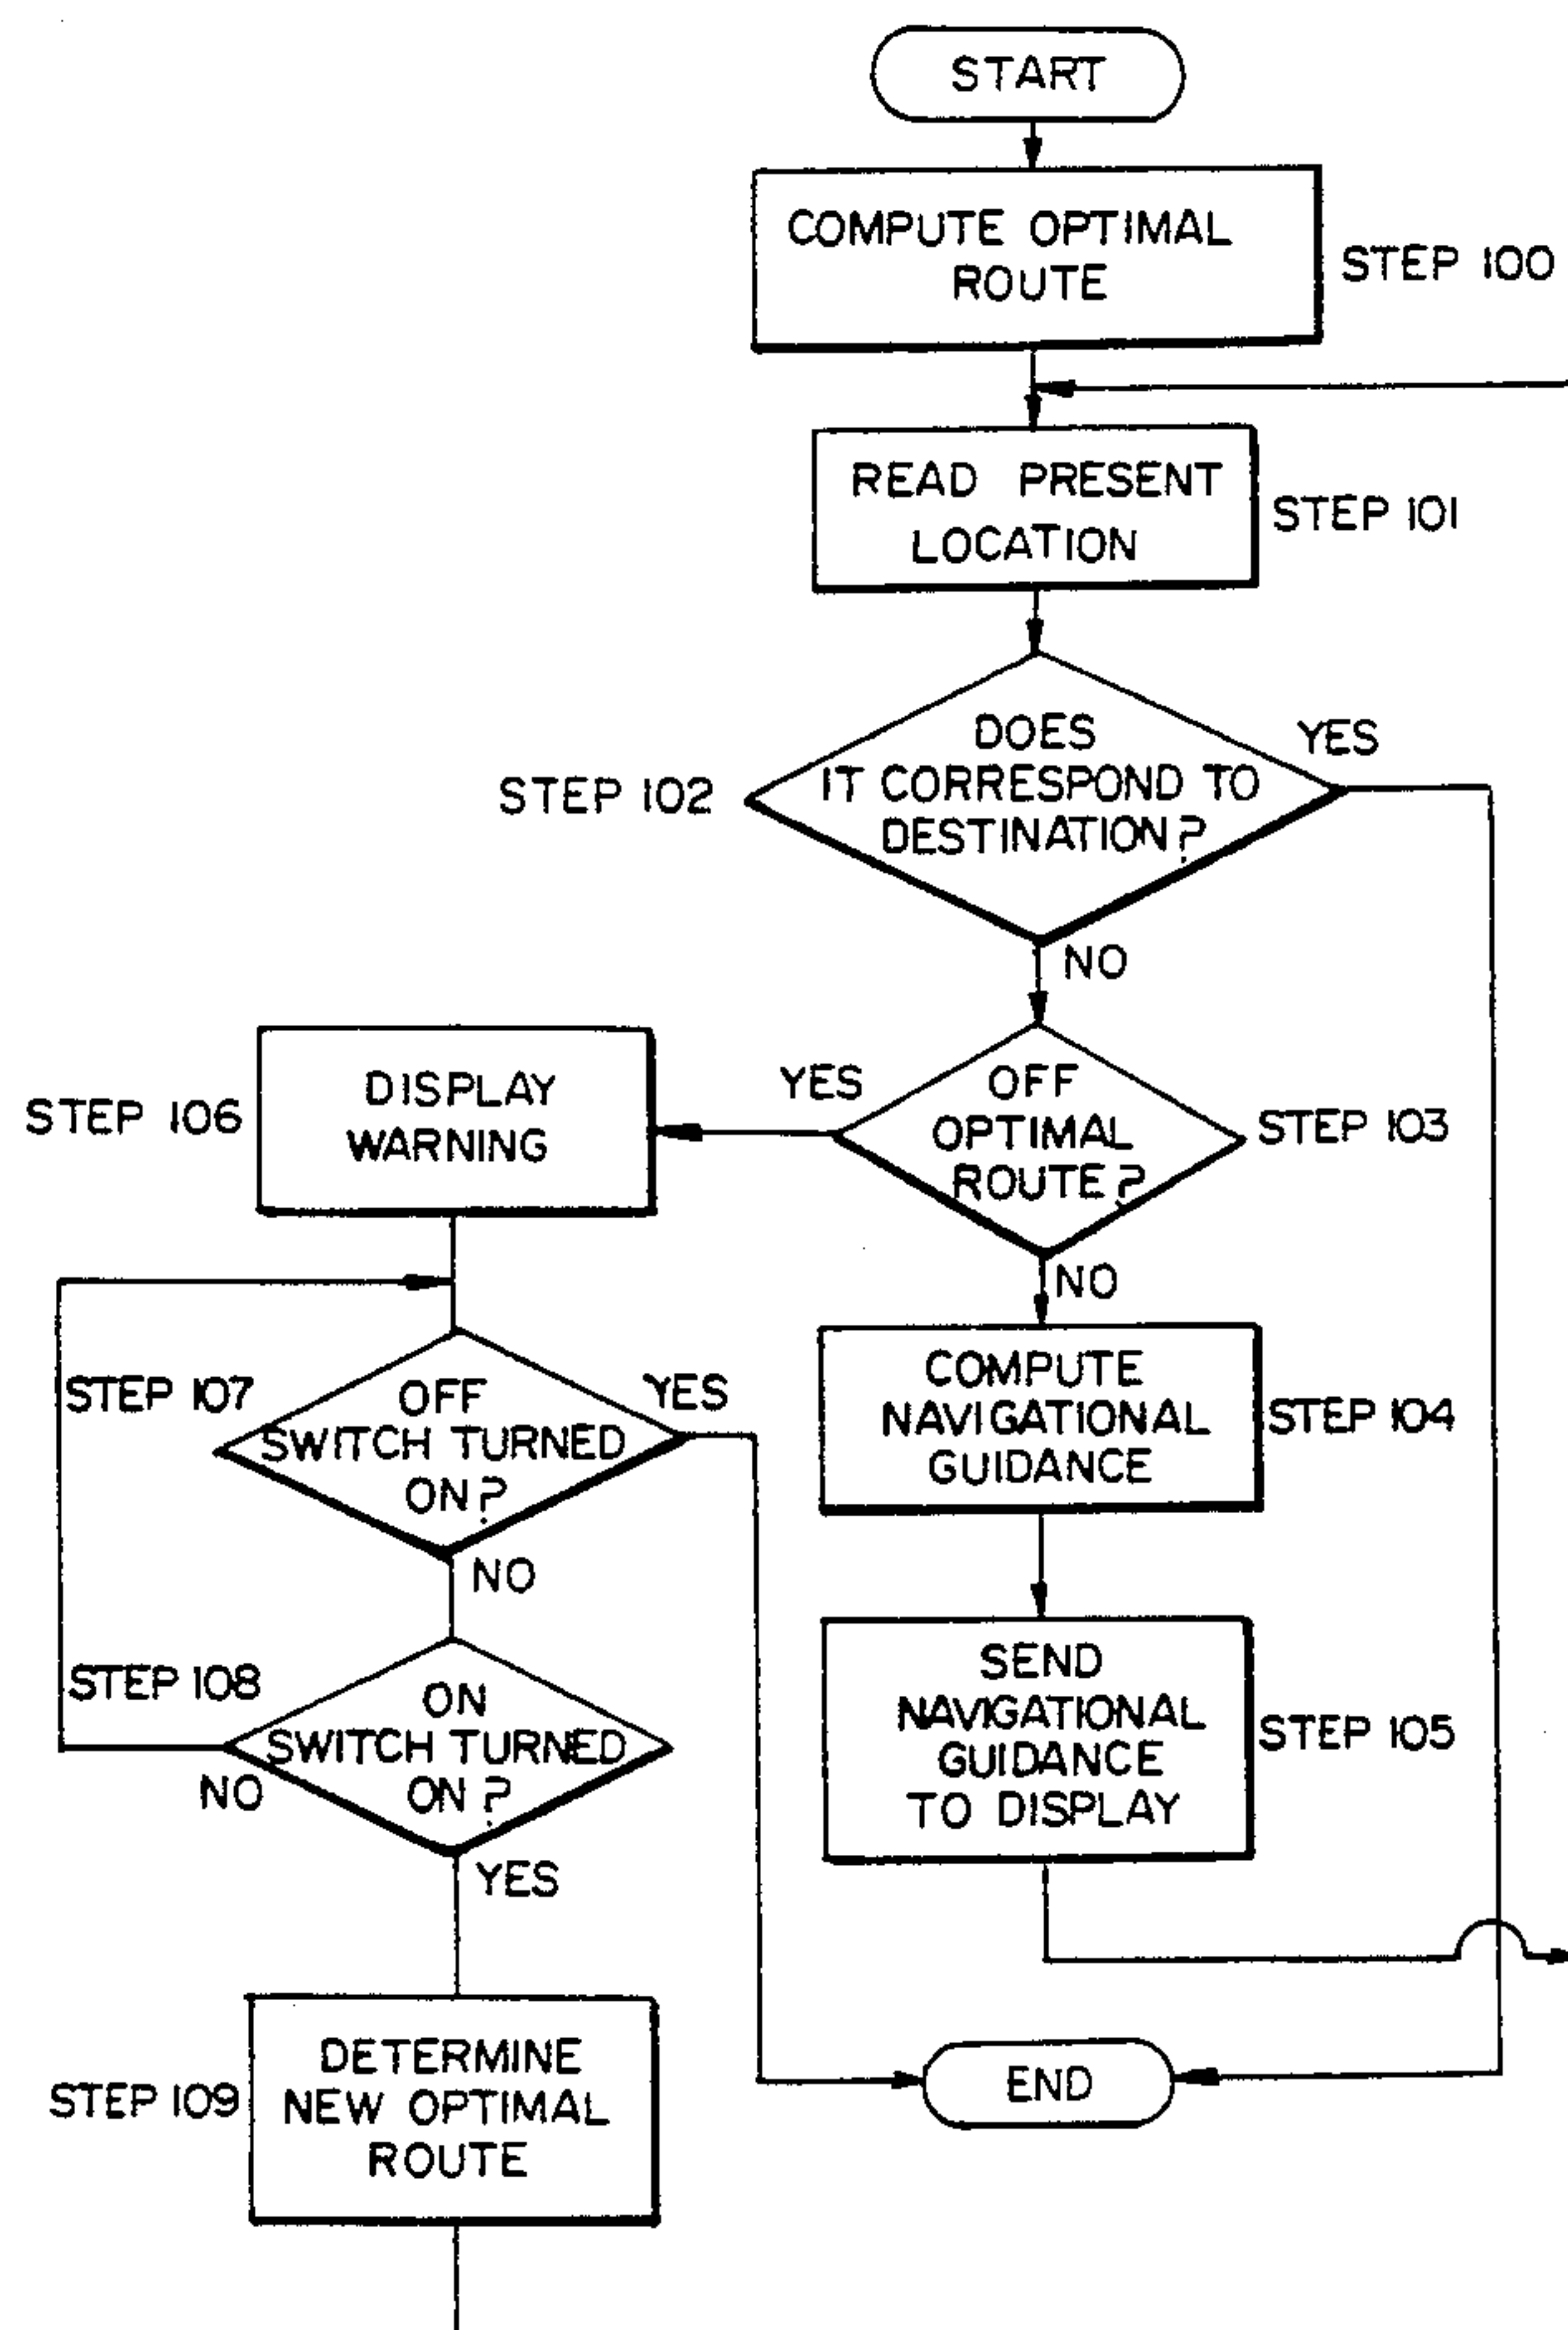 START
COMPUTE OPTIMAL
ROUTE
STEP 100
READ PRESENT
LOCATION
STEP 101
DOES
IT CORRESPOND TO
DESTINATION?
STEP 102
YES
NO
OFF
OPTIMAL
ROUTE?
STEP 103
YES
NO
DISPLAY
WARNING
STEP 106
STEP 107
OFF
SWITCH TURNED
ON?
YES
NO
COMPUTE
NAVIGATIONAL
GUIDANCE
STEP 104
STEP 108
ON
SWITCH TURNED
ON?
NO
YES
SEND
NAVIGATIONAL
GUIDANCE
TO DISPLAY
STEP 105
DETERMINE
NEW OPTIMAL
ROUTE
STEP 109
END